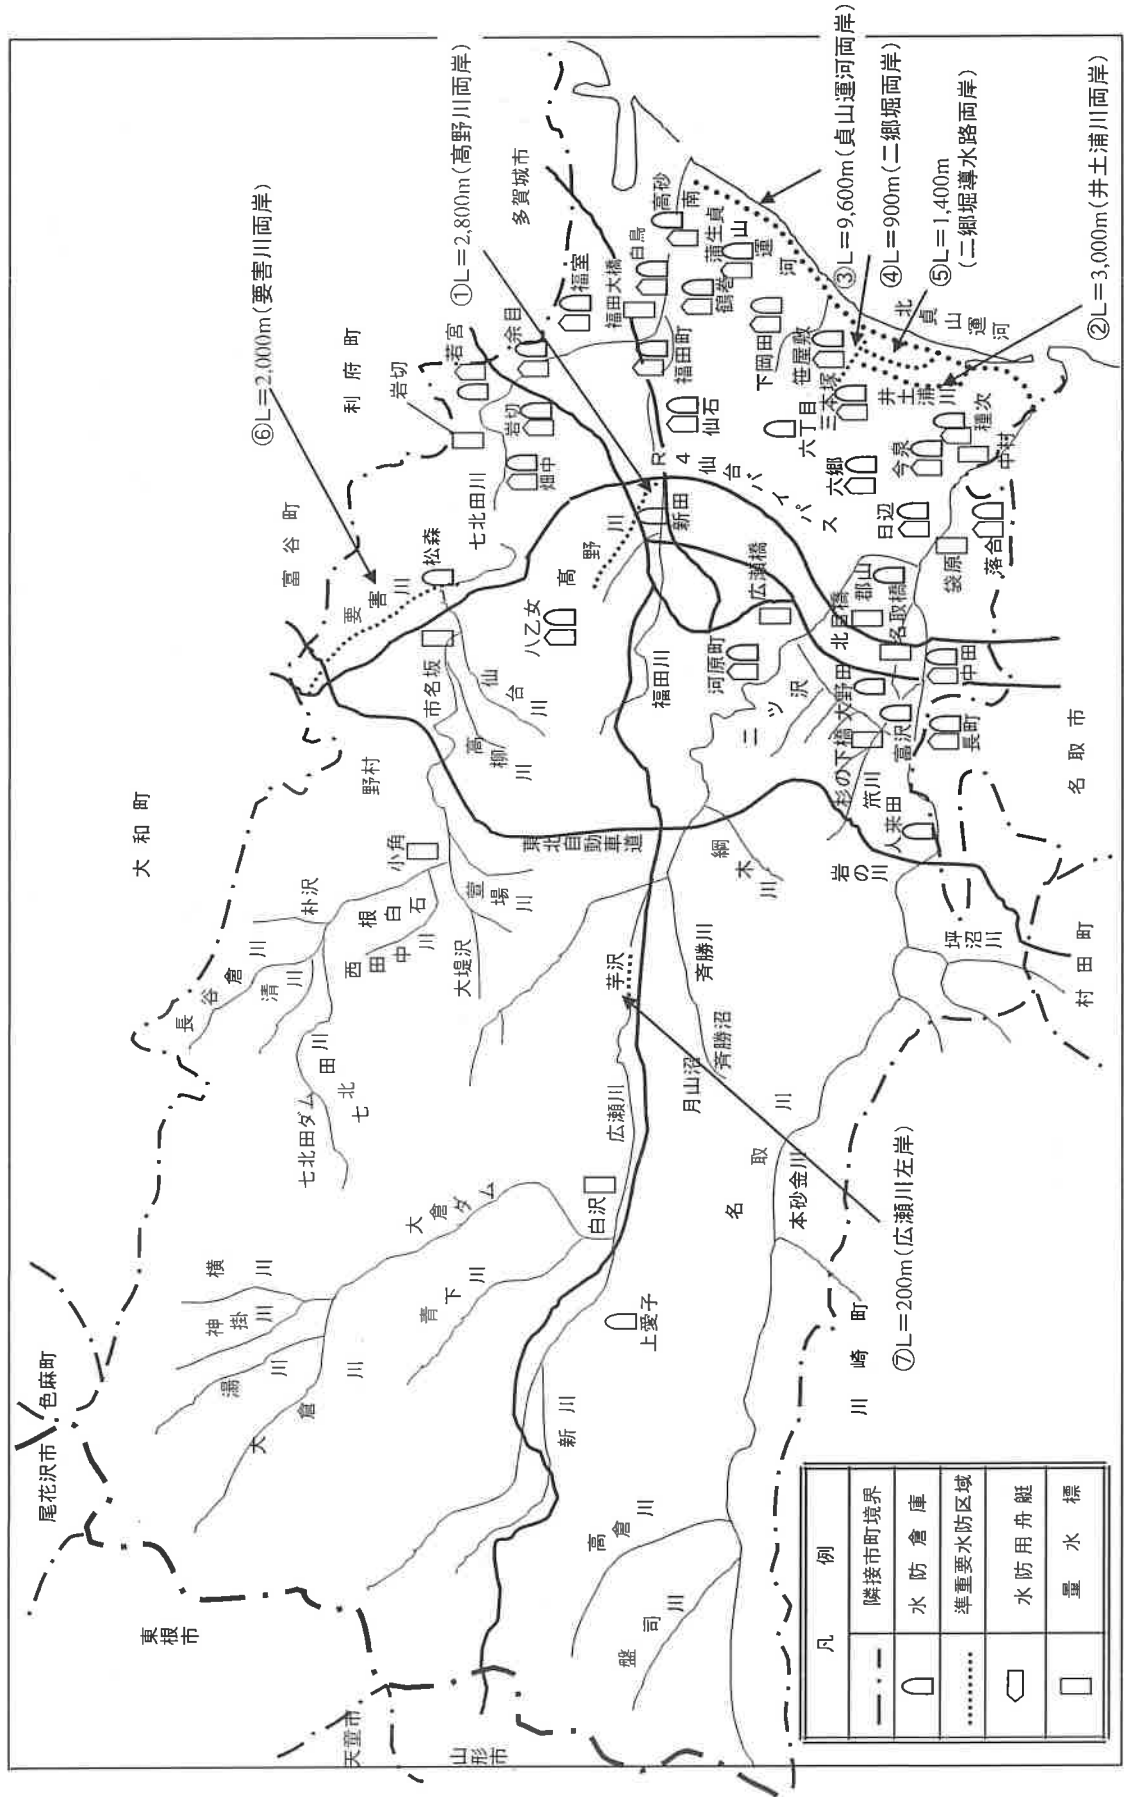 ⑥L=2,000m(要害川両岸)
①L=2,800m(髙野川両岸)
③L=9,600m(貞山運河両岸)
④L=900m(二郷堀両岸)
⑤L=1,400m
(二郷堀導水路両岸)
②L=3,000m(井土浦川両岸)
⑦L=200m(広瀬川左岸)
尾花沢市
色麻町
大和町
富谷町
利府町
多賀城市
東根市
天童市
山形市
川崎町
村田町
名取市
岩切
若宮
余目
福室
岩切
畑中
七北田川
松森
要害川
市名坂
仙台川
高柳川
野村
八乙女
髙野川
新田
R4仙台バイパス
福田大橋
白鳥
高砂
南貞山運河
蒲生
鶴巻
福田町
仙石
下岡田
笹屋敷
六丁目
三本塚
井土浦川
北貞山運河
六郷
今泉
種次
中村
日辺
落合
袋原
郡山
広瀬橋
北目橋
名取橋
中田
大野田
富沢
長町
杉の下橋
笊川
人来田
河原町
二ツ沢
福田川
東北自動車道
綱木川
岩の川
坪沼川
小角
朴沢
根白石
西田中川
萱場川
大堤沢
長谷倉川
清川
七北田川
七北田ダム
芋沢
斉勝川
斉勝沼
月山沼
広瀬川
白沢
大倉ダム
青下川
横川
神掛川
湯川
大倉川
上愛子
新川
名取川
本砂金川
高倉川
盤司川
凡例
隣接市町境界
水防倉庫
準重要水防区域
水防用舟艇
量水標